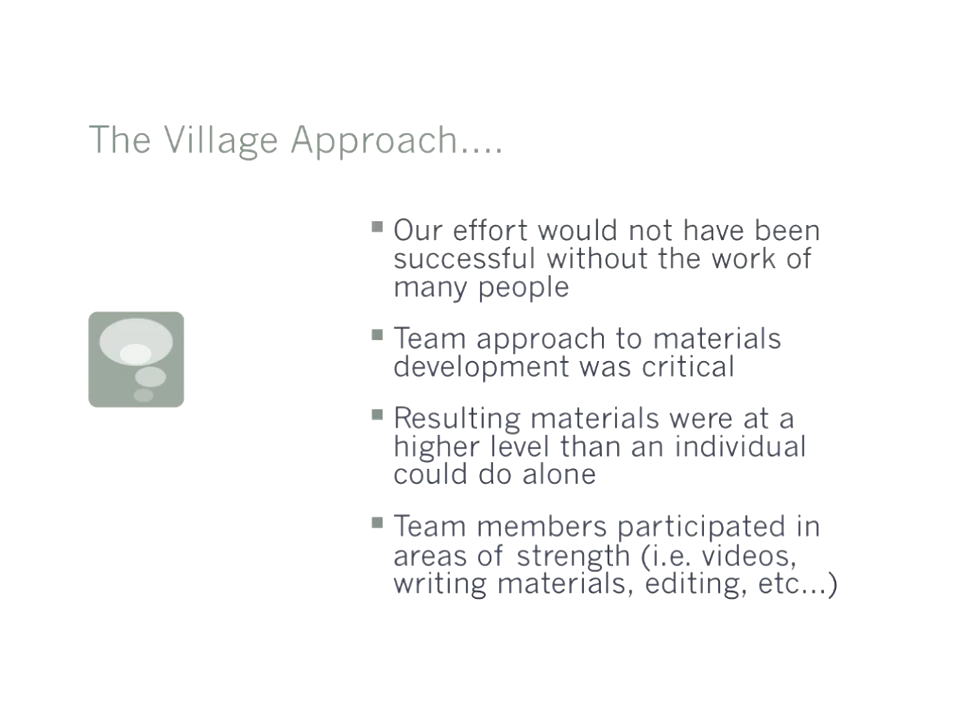 The Village Approach....
Our effort would not have been
successful without the work of
many people
Team approach to materials
development was critical
Resulting materials were at a
higher level than an individual
could do alone
Team members participated in
areas of strength (i.e. videos,
writing materials, editing, etc...)